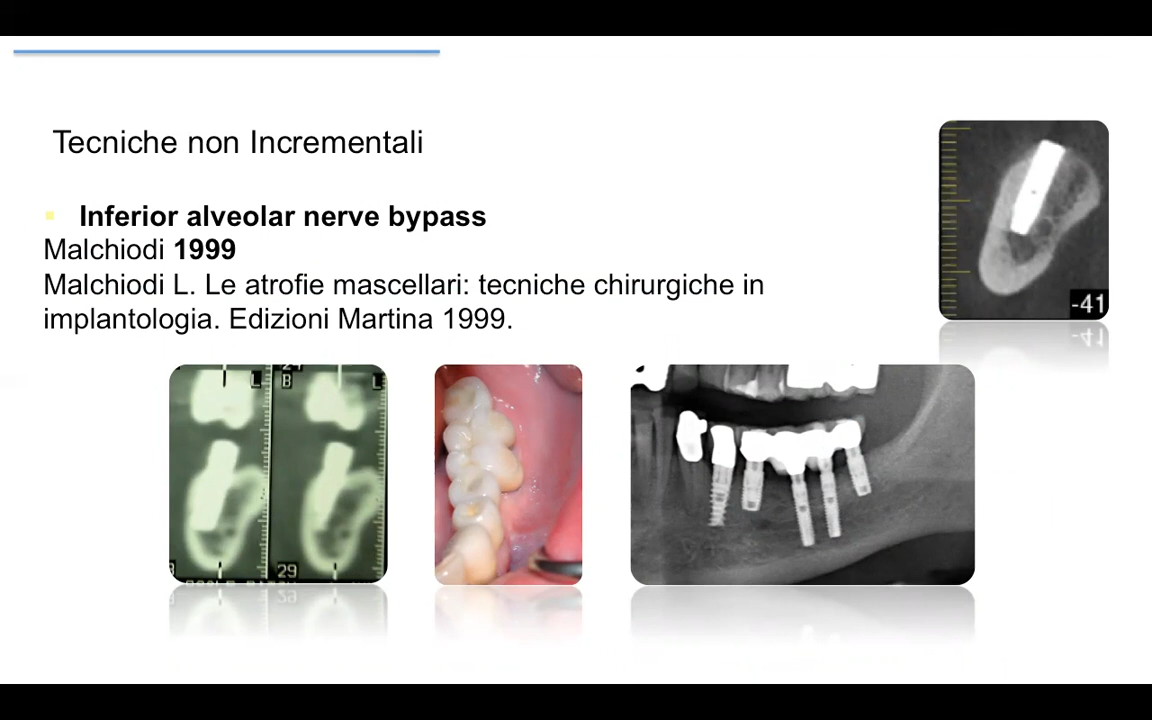 Tecniche non Incrementali
Inferior alveolar nerve bypass
Malchiodi 1999
Malchiodi L. Le atrofie mascellari: tecniche chirurgiche in
implantologia. Edizioni Martina 1999.
-41
L B L
29